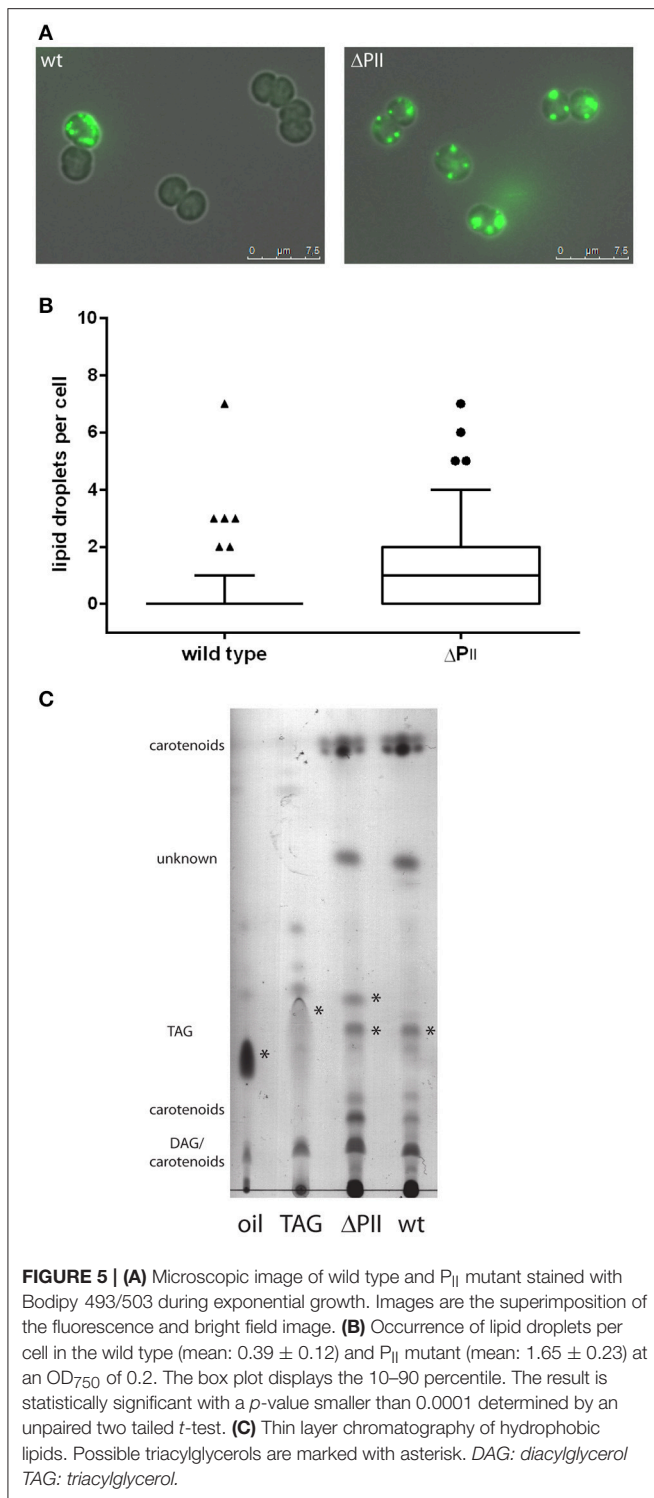 A
wt
ΔPII
0 µm 7.5
0 µm 7.5
B
lipid droplets per cell
10
8
6
4
2
0
wild type
ΔPII
C
carotenoids
unknown
*
*
*
TAG
*
*
carotenoids
DAG/
carotenoids
oil TAG ΔPII wt
FIGURE 5 | (A) Microscopic image of wild type and PII mutant stained with
Bodipy 493/503 during exponential growth. Images are the superimposition of
the fluorescence and bright field image. (B) Occurrence of lipid droplets per
cell in the wild type (mean: 0.39 ± 0.12) and PII mutant (mean: 1.65 ± 0.23) at
an OD750 of 0.2. The box plot displays the 10–90 percentile. The result is
statistically significant with a p-value smaller than 0.0001 determined by an
unpaired two tailed t-test. (C) Thin layer chromatography of hydrophobic
lipids. Possible triacylglycerols are marked with asterisk. DAG: diacylglycerol
TAG: triacylglycerol.